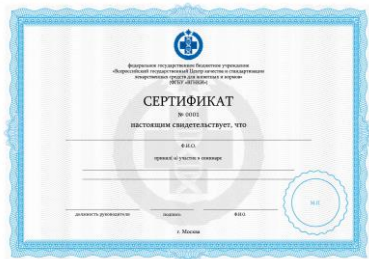 федеральное государственное бюджетное учреждение
«Всероссийский государственный Центр качества и стандартизации
лекарственных средств для животных и кормов»
(ФГБУ «ВГНКИ»)
СЕРТИФИКАТ
№ 0001
настоящим свидетельствует, что
Ф.И.О.
принял(а) участие в семинаре
должность руководителя подпись Ф.И.О.
М.П.
г. Москва